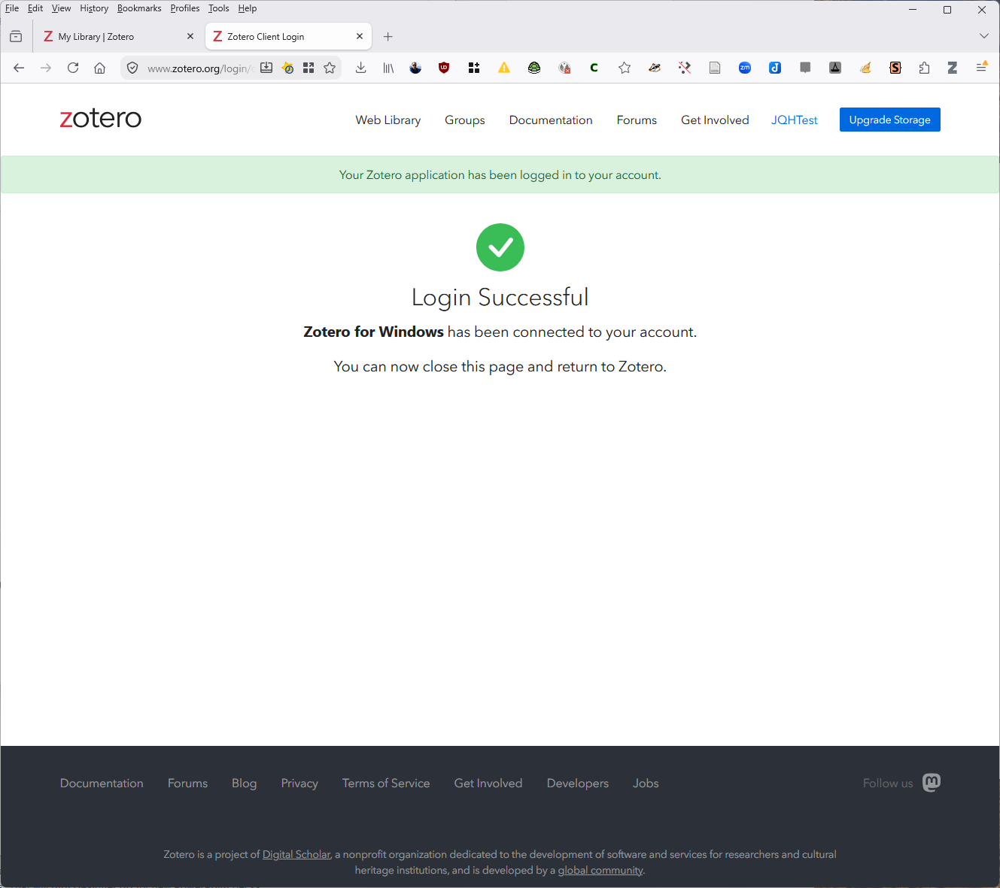 File Edit View History Bookmarks Profiles Tools Help
My Library | Zotero
Zotero Client Login
www.zotero.org/login/
zotero
Web Library Groups Documentation Forums Get Involved JQHTest Upgrade Storage
Your Zotero application has been logged in to your account.
Login Successful
Zotero for Windows has been connected to your account.
You can now close this page and return to Zotero.
Documentation Forums Blog Privacy Terms of Service Get Involved Developers Jobs Follow us
Zotero is a project of Digital Scholar, a nonprofit organization dedicated to the development of software and services for researchers and cultural
heritage institutions, and is developed by a global community.